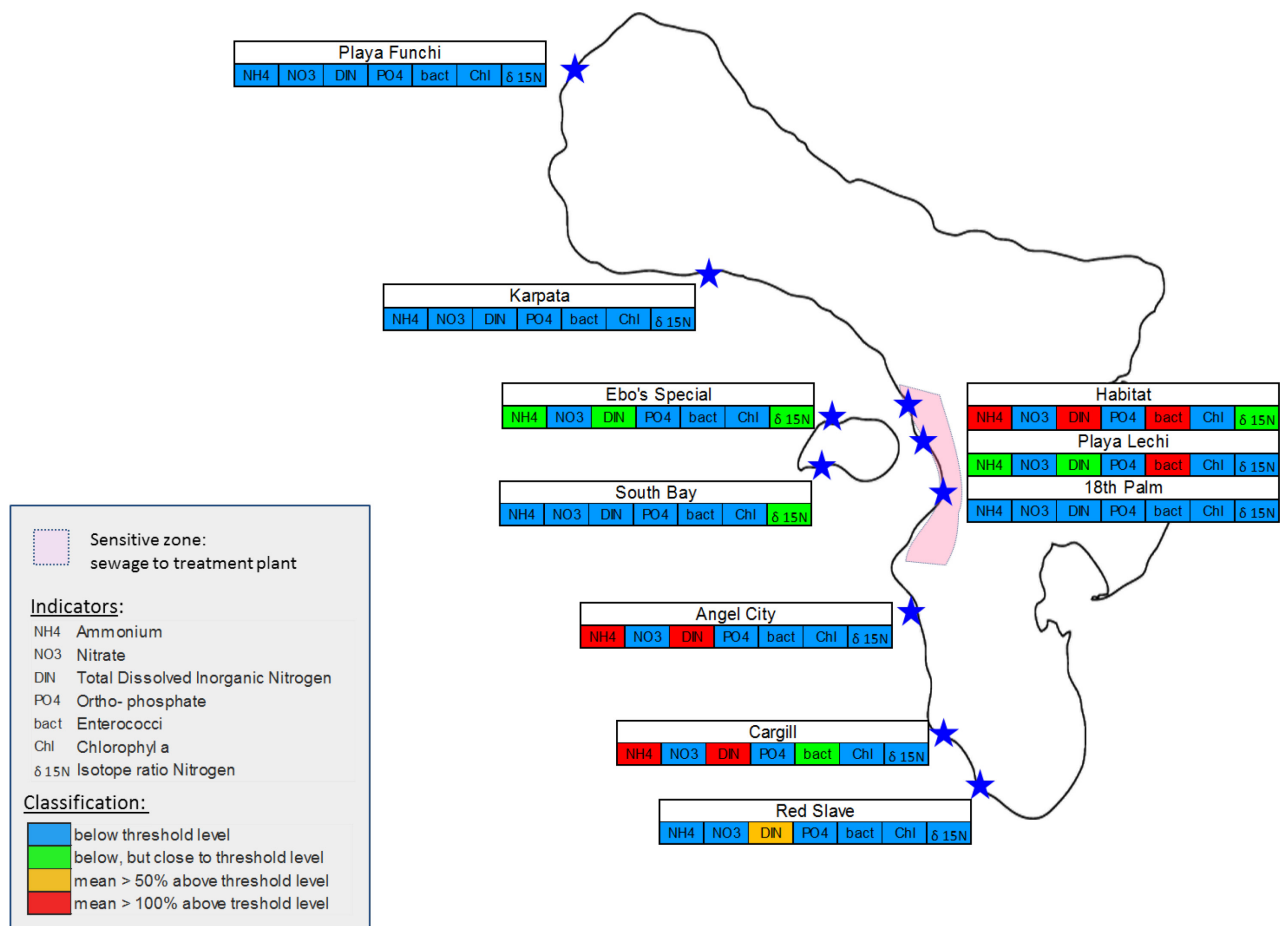 Playa Funchi
NH4 NO3 DIN PO4 bact Chl δ 15N
Karpata
NH4 NO3 DIN PO4 bact Chl δ 15N
Ebo's Special
NH4 NO3 DIN PO4 bact Chl δ 15N
South Bay
NH4 NO3 DIN PO4 bact Chl δ 15N
Habitat
NH4 NO3 DIN PO4 bact Chl δ 15N
Playa Lechi
NH4 NO3 DIN PO4 bact Chl δ 15N
18th Palm
NH4 NO3 DIN PO4 bact Chl δ 15N
Angel City
NH4 NO3 DIN PO4 bact Chl δ 15N
Cargill
NH4 NO3 DIN PO4 bact Chl δ 15N
Red Slave
NH4 NO3 DIN PO4 bact Chl δ 15N
Sensitive zone:
sewage to treatment plant
Indicators:
NH4 Ammonium
NO3 Nitrate
DIN Total Dissolved Inorganic Nitrogen
PO4 Ortho- phosphate
bact Enterococci
Chl Chlorophyl a
δ 15N Isotope ratio Nitrogen
Classification:
below threshold level
below, but close to threshold level
mean > 50% above threshold level
mean > 100% above treshold level